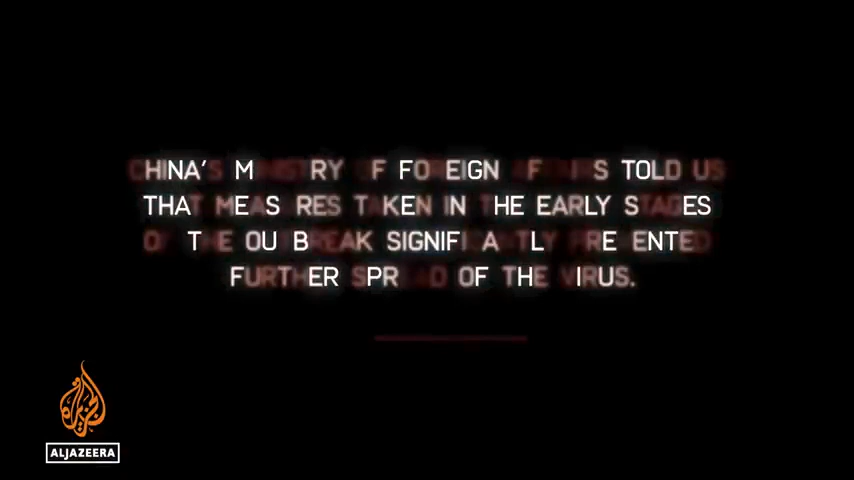 CHINA'S MINISTRY OF FOREIGN AFFAIRS TOLD US
THAT MEASURES TAKEN IN THE EARLY STAGES
OF THE OUTBREAK SIGNIFICANTLY PREVENTED
FURTHER SPREAD OF THE VIRUS.
الجزيرة
ALJAZEERA